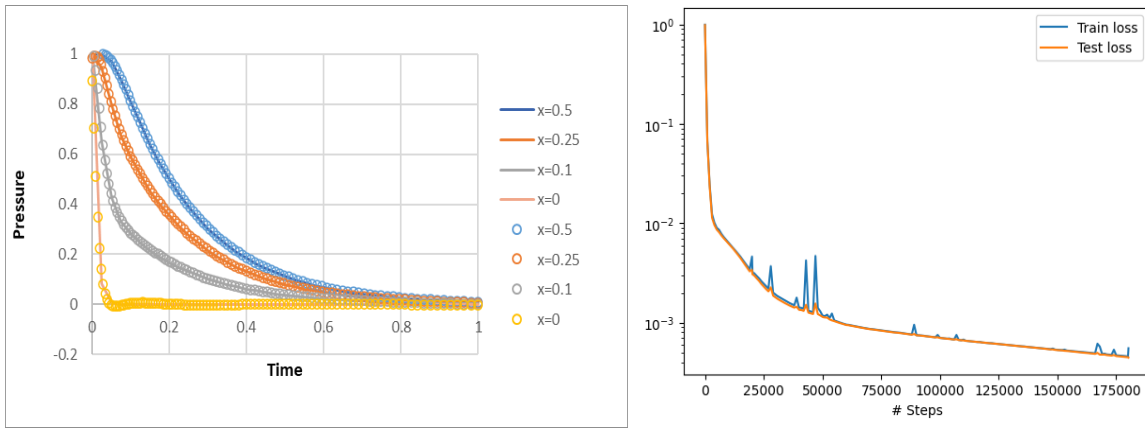 1
0.8
0.6
0.4
0.2
0
-0.2
0 0.2 0.4 0.6 0.8 1
Pressure
Time
x=0.5
x=0.25
x=0.1
x=0
x=0.5
x=0.25
x=0.1
x=0
10⁰
10⁻¹
10⁻²
10⁻³
Train loss
Test loss
0 25000 50000 75000 100000 125000 150000 175000
# Steps